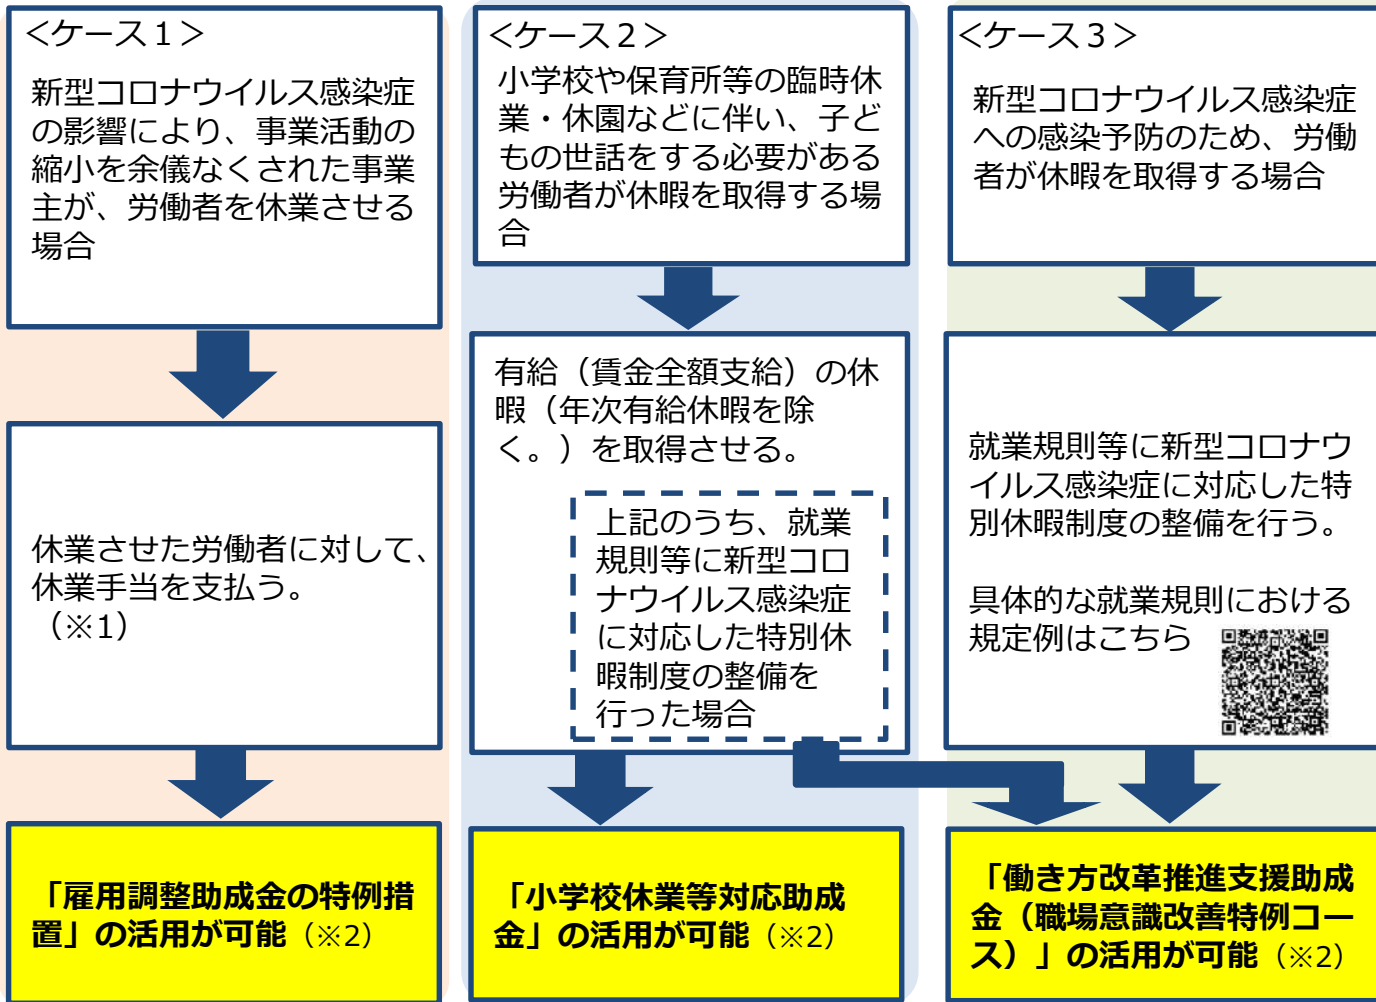 ＜ケース１＞
新型コロナウイルス感染症
の影響により、事業活動の
縮小を余儀なくされた事業
主が、労働者を休業させる
場合
休業させた労働者に対して、
休業手当を支払う。
（※1）
「雇用調整助成金の特例措
置」の活用が可能（※2）
＜ケース２＞
小学校や保育所等の臨時休
業・休園などに伴い、子ど
もの世話をする必要がある
労働者が休暇を取得する場
合
有給（賃金全額支給）の休
暇（年次有給休暇を除
く。）を取得させる。
上記のうち、就業
規則等に新型コロ
ナウイルス感染症
に対応した特別休
暇制度の整備を
行った場合
「小学校休業等対応助成
金」の活用が可能（※2）
＜ケース３＞
新型コロナウイルス感染症
への感染予防のため、労働
者が休暇を取得する場合
就業規則等に新型コロナウ
イルス感染症に対応した特
別休暇制度の整備を行う。
具体的な就業規則における
規定例はこちら
「働き方改革推進支援助成
金（職場意識改善特例コー
ス）」の活用が可能（※2）